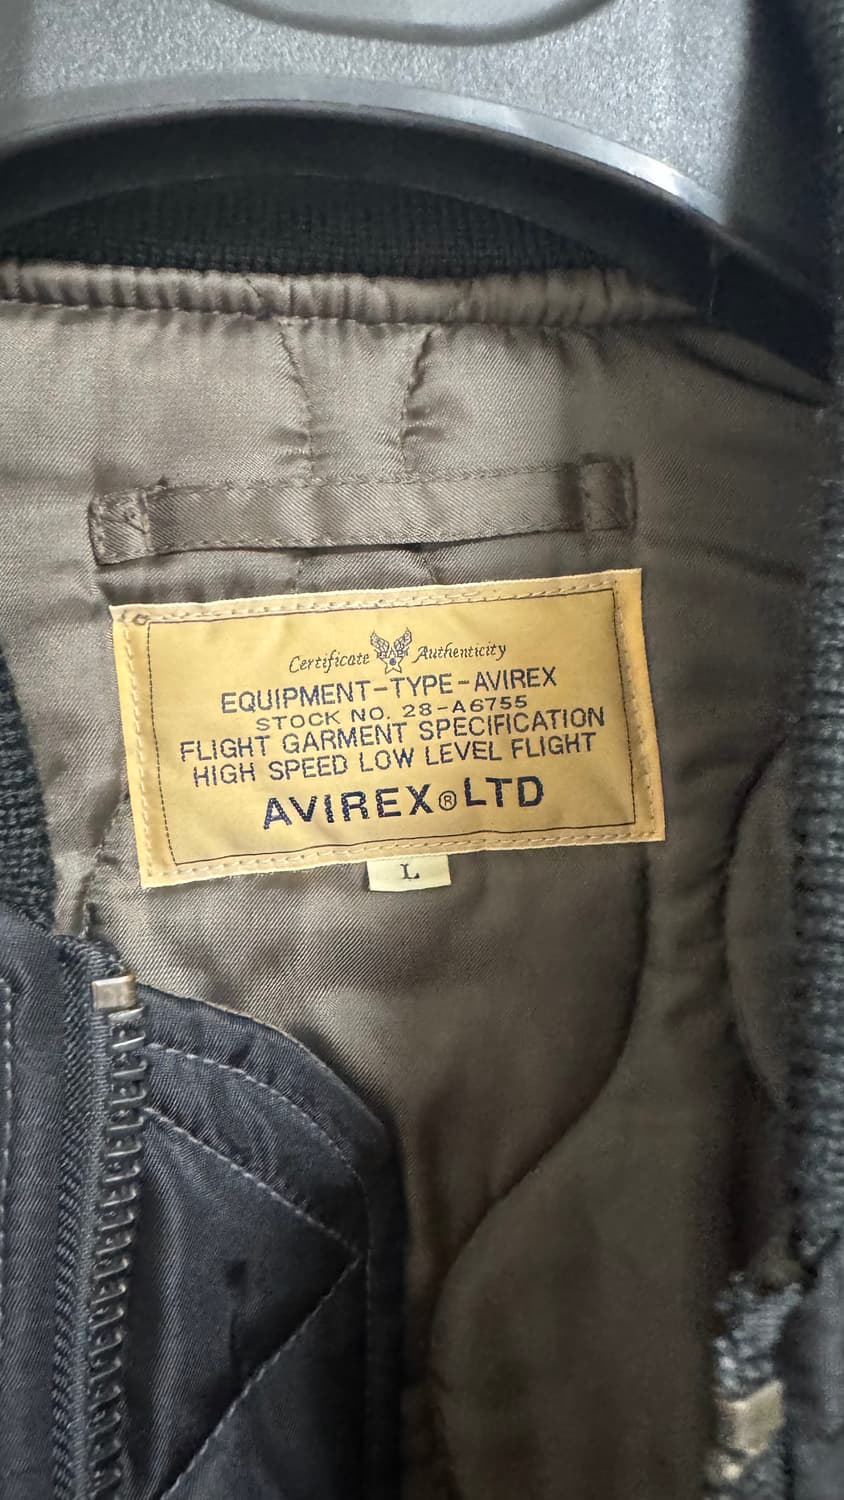 Certificate Authenticity
EQUIPMENT-TYPE-AVIREX
STOCK NO. 28-A6755
FLIGHT GARMENT SPECIFICATION
HIGH SPEED LOW LEVEL FLIGHT
AVIREX® LTD
L